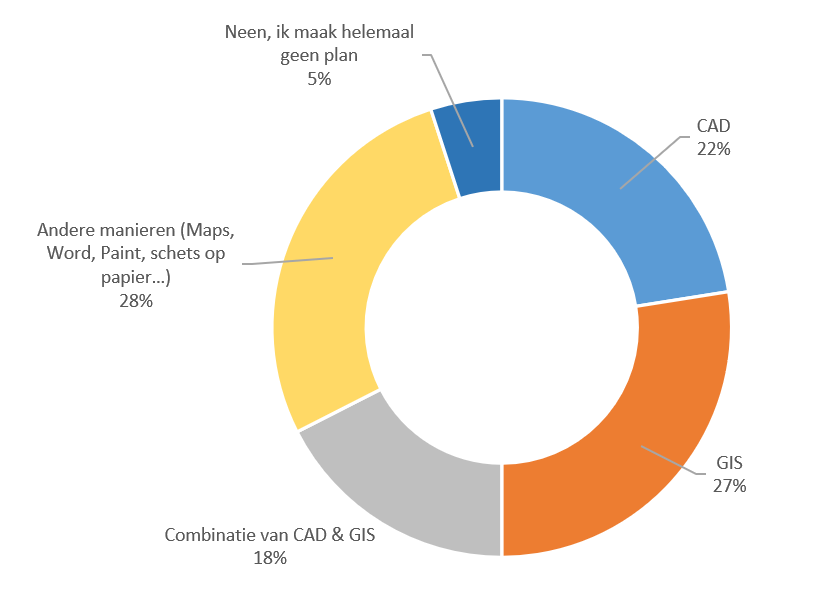 Neen, ik maak helemaal
geen plan
5%
CAD
22%
Andere manieren (Maps,
Word, Paint, schets op
papier...)
28%
GIS
27%
Combinatie van CAD & GIS
18%